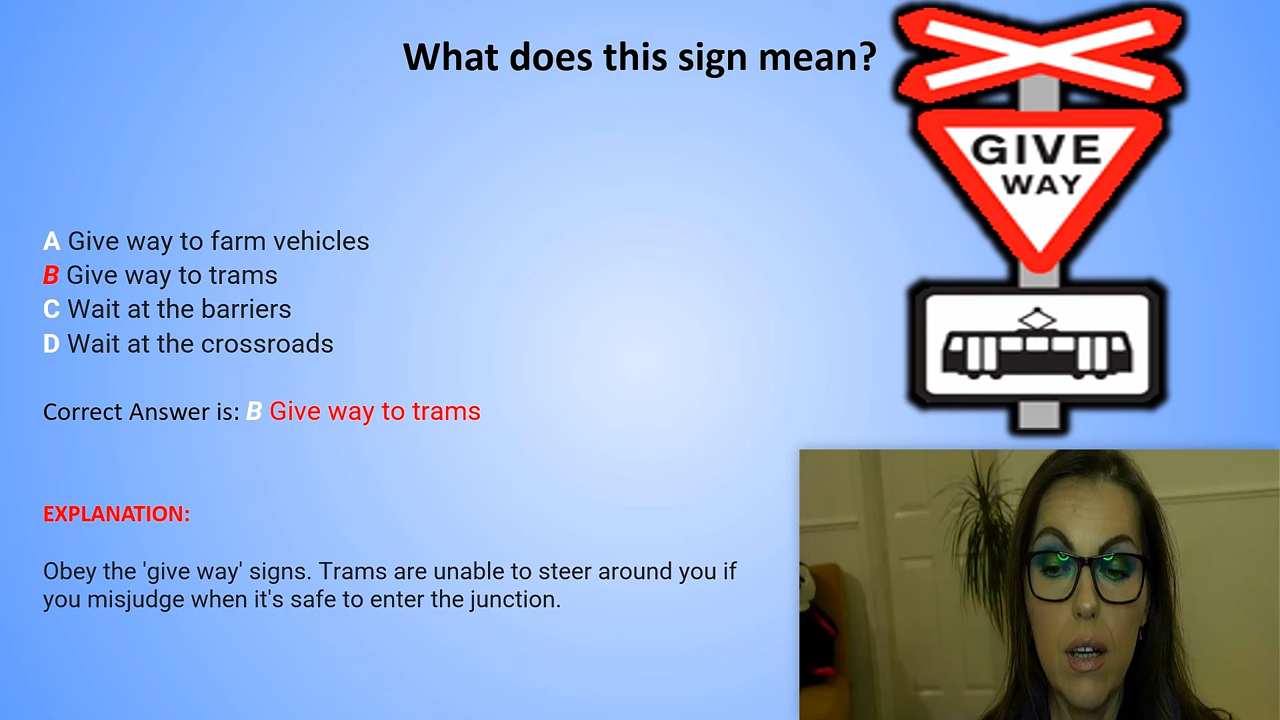 What does this sign mean?
GIVE
WAY
A Give way to farm vehicles
B Give way to trams
C Wait at the barriers
D Wait at the crossroads
Correct Answer is: B Give way to trams
EXPLANATION:
Obey the 'give way' signs. Trams are unable to steer around you if
you misjudge when it's safe to enter the junction.